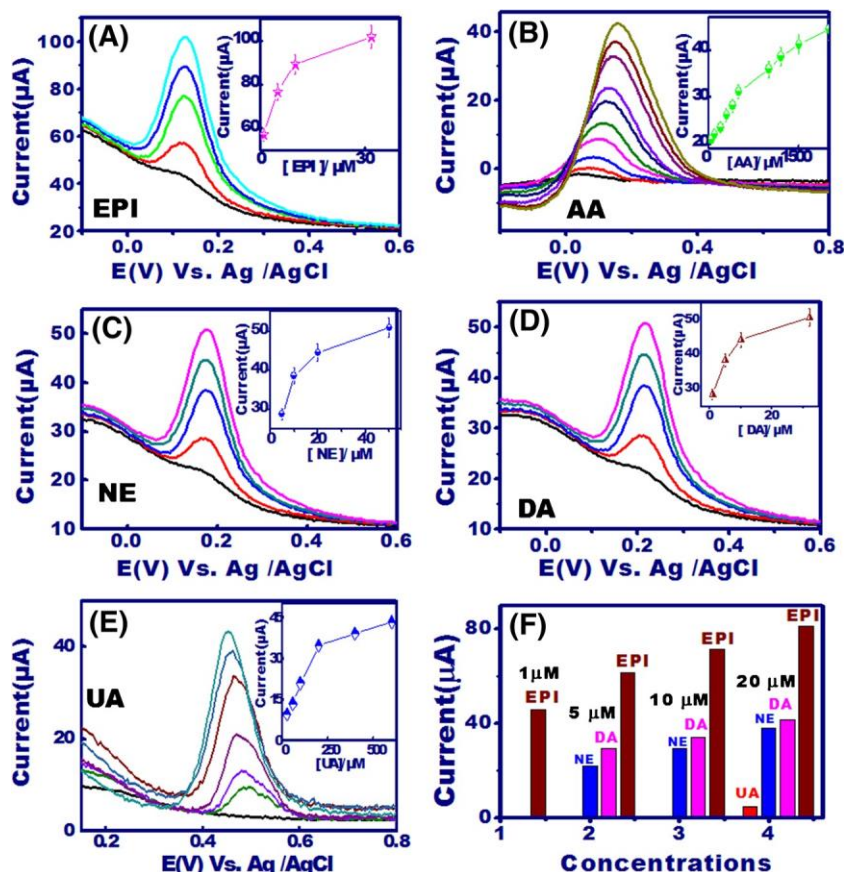 (A)
Current(µA)
100
80
60
40
20
0.0
0.2
0.4
0.6
E(V) Vs. Ag /AgCl
EPI
Current(µA)
100
80
60
0
30
[ EPI ]/ µM
(B)
Current(µA)
40
20
0
0.0
0.4
0.8
E(V) Vs. Ag /AgCl
AA
Current(µA)
40
30
20
0
1500
[AA]/ µM
(C)
Current(µA)
50
40
30
20
10
0.0
0.2
0.4
0.6
E(V) Vs. Ag /AgCl
NE
Current(µA)
50
40
30
0
20
40
[ NE]/ µM
(D)
Current(µA)
50
40
30
20
10
0.0
0.2
0.4
0.6
E(V) Vs. Ag /AgCl
DA
Current(µA)
50
40
30
0
20
[ DA]/ µM
(E)
Current(µA)
40
20
0
0.2
0.4
0.6
0.8
E(V) Vs. Ag /AgCl
UA
Current(µA)
45
30
15
0
500
[UA]/ µM
(F)
Current(µA)
80
40
0
1
2
3
4
Concentrations
1µM
EPI
5 µM
NE
DA
EPI
10 µM
NE
DA
EPI
20 µM
UA
NE
DA
EPI